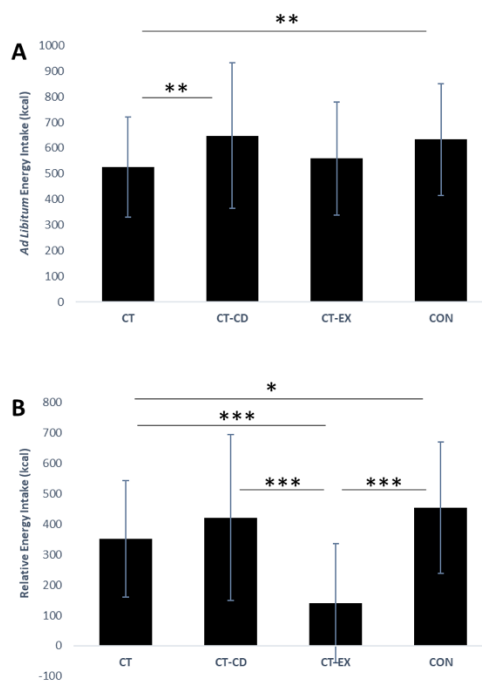 **
1000
A
900
**
800
700
600
500
400
300
200
100
0
Ad Libitum Energy Intake (kcal)
CT
CT-CD
CT-EX
CON
*
B
800
***
700
600
***
***
500
400
300
200
100
0
-100
Relative Energy Intake (kcal)
CT
CT-CD
CT-EX
CON